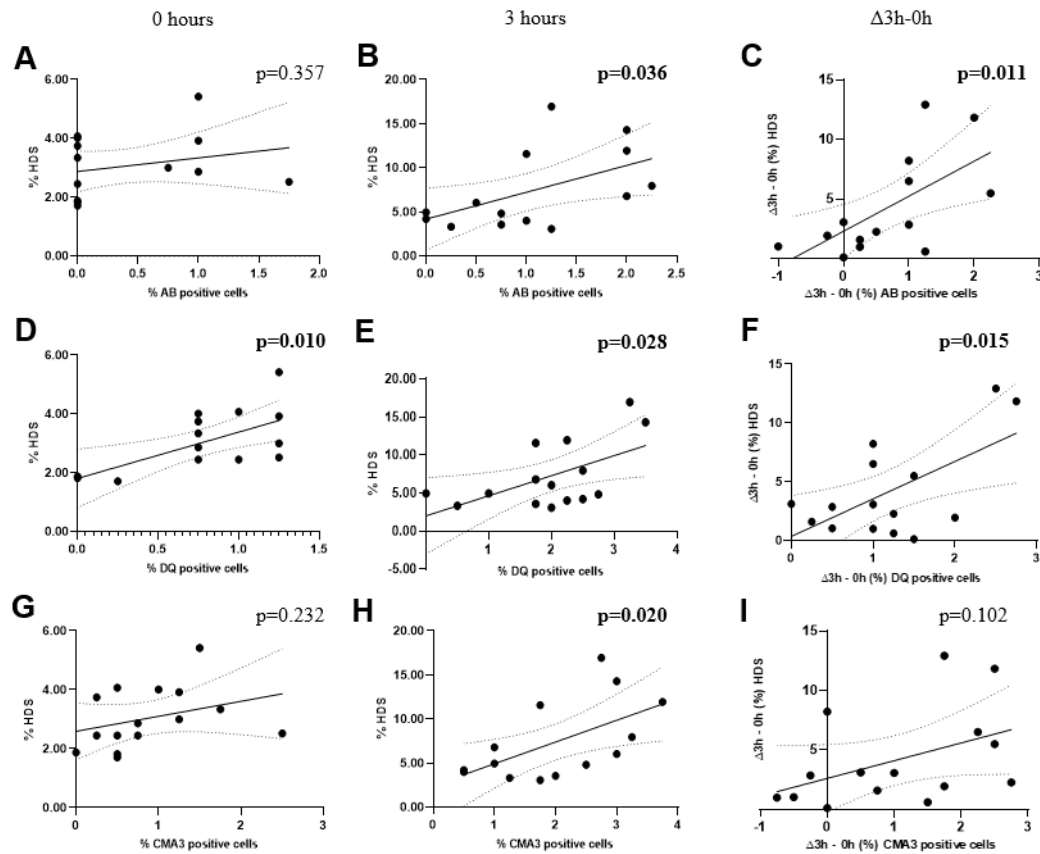 0 hours
3 hours
Δ3h-0h
A
p=0.357
6.00
4.00
2.00
0.00
% HDS
0.0
0.5
1.0
1.5
2.0
% AB positive cells
B
p=0.036
20.00
15.00
10.00
5.00
0.00
% HDS
0.0
0.5
1.0
1.5
2.0
2.5
% AB positive cells
C
p=0.011
15
10
5
0
Δ3h - 0h (%) HDS
-1
0
1
2
3
Δ3h - 0h (%) AB positive cells
D
p=0.010
6.00
4.00
2.00
0.00
% HDS
0.0
0.5
1.0
1.5
% DQ positive cells
E
p=0.028
20.00
15.00
10.00
5.00
0.00
-5.00
% HDS
1
2
3
4
% DQ positive cells
F
p=0.015
15
10
5
0
Δ3h - 0h (%) HDS
0
1
2
3
Δ3h - 0h (%) DQ positive cells
G
p=0.232
6.00
4.00
2.00
0.00
% HDS
0
1
2
3
% CMA3 positive cells
H
p=0.020
20.00
15.00
10.00
5.00
0.00
% HDS
0
1
2
3
4
% CMA3 positive cells
I
p=0.102
15
10
5
0
Δ3h - 0h (%) HDS
-1
0
1
2
3
Δ3h - 0h (%) CMA3 positive cells